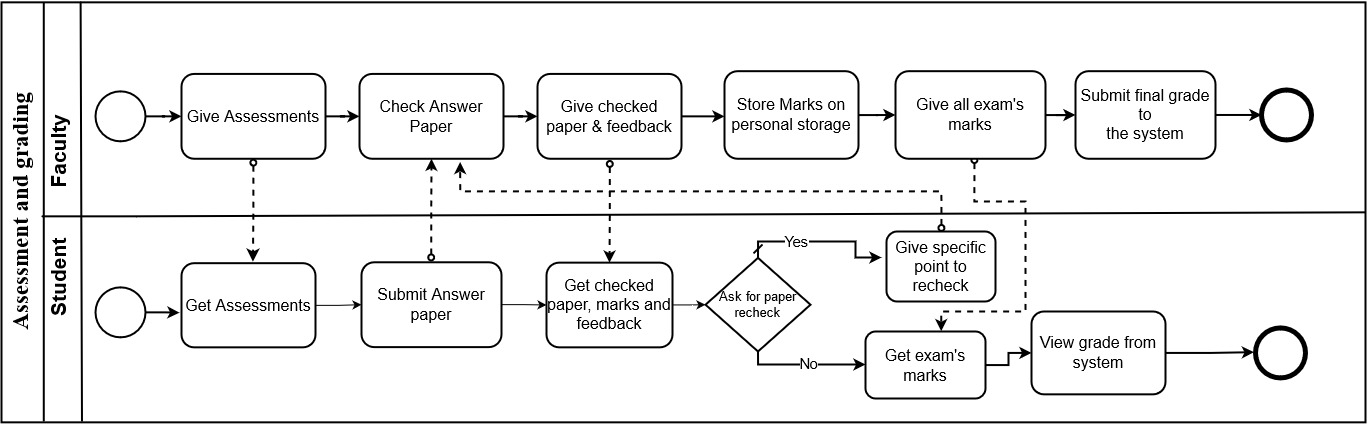 Assessment and grading
Faculty
Give Assessments
Check Answer
Paper
Give checked
paper & feedback
Store Marks on
personal storage
Give all exam's
marks
Submit final grade
to
the system
Student
Get Assessments
Submit Answer
paper
Get checked
paper, marks and
feedback
Ask for paper
recheck
Yes
Give specific
point to
recheck
No
Get exam's
marks
View grade from
system